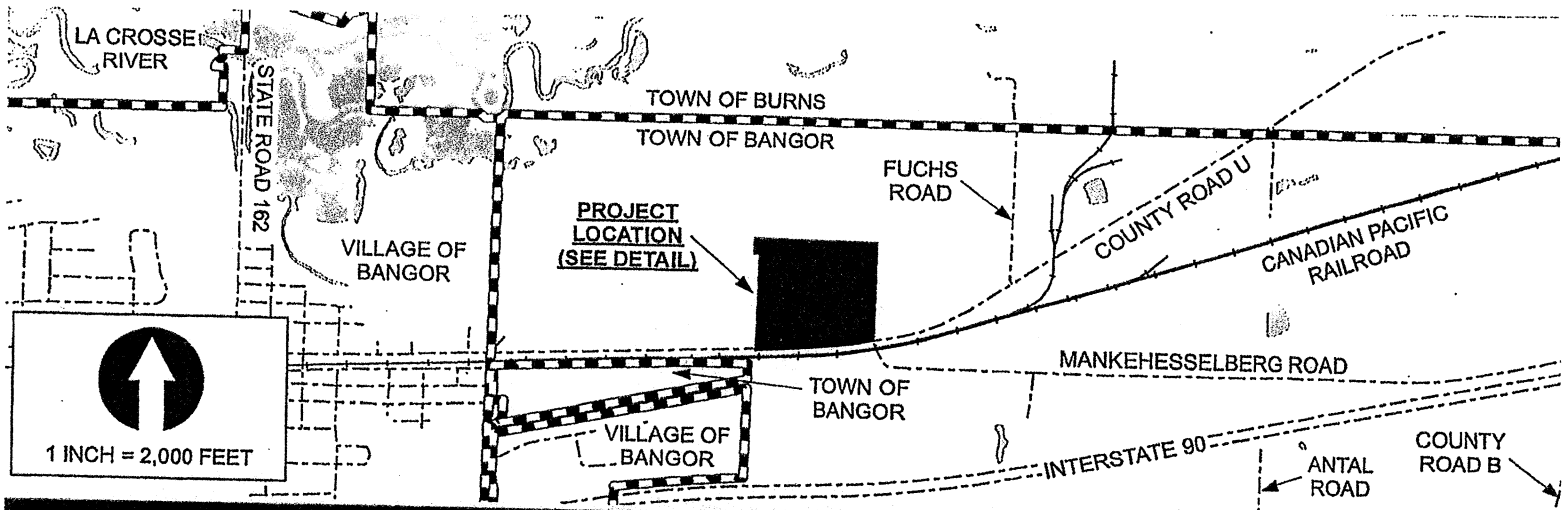 LA CROSSE
RIVER
STATE ROAD 162
TOWN OF BURNS
TOWN OF BANGOR
FUCHS
ROAD
COUNTY ROAD U
CANADIAN PACIFIC
RAILROAD
PROJECT
LOCATION
(SEE DETAIL)
VILLAGE OF
BANGOR
MANKEHESSELBERG ROAD
TOWN OF
BANGOR
VILLAGE OF
BANGOR
INTERSTATE 90
ANTAL
ROAD
COUNTY
ROAD B
1 INCH = 2,000 FEET